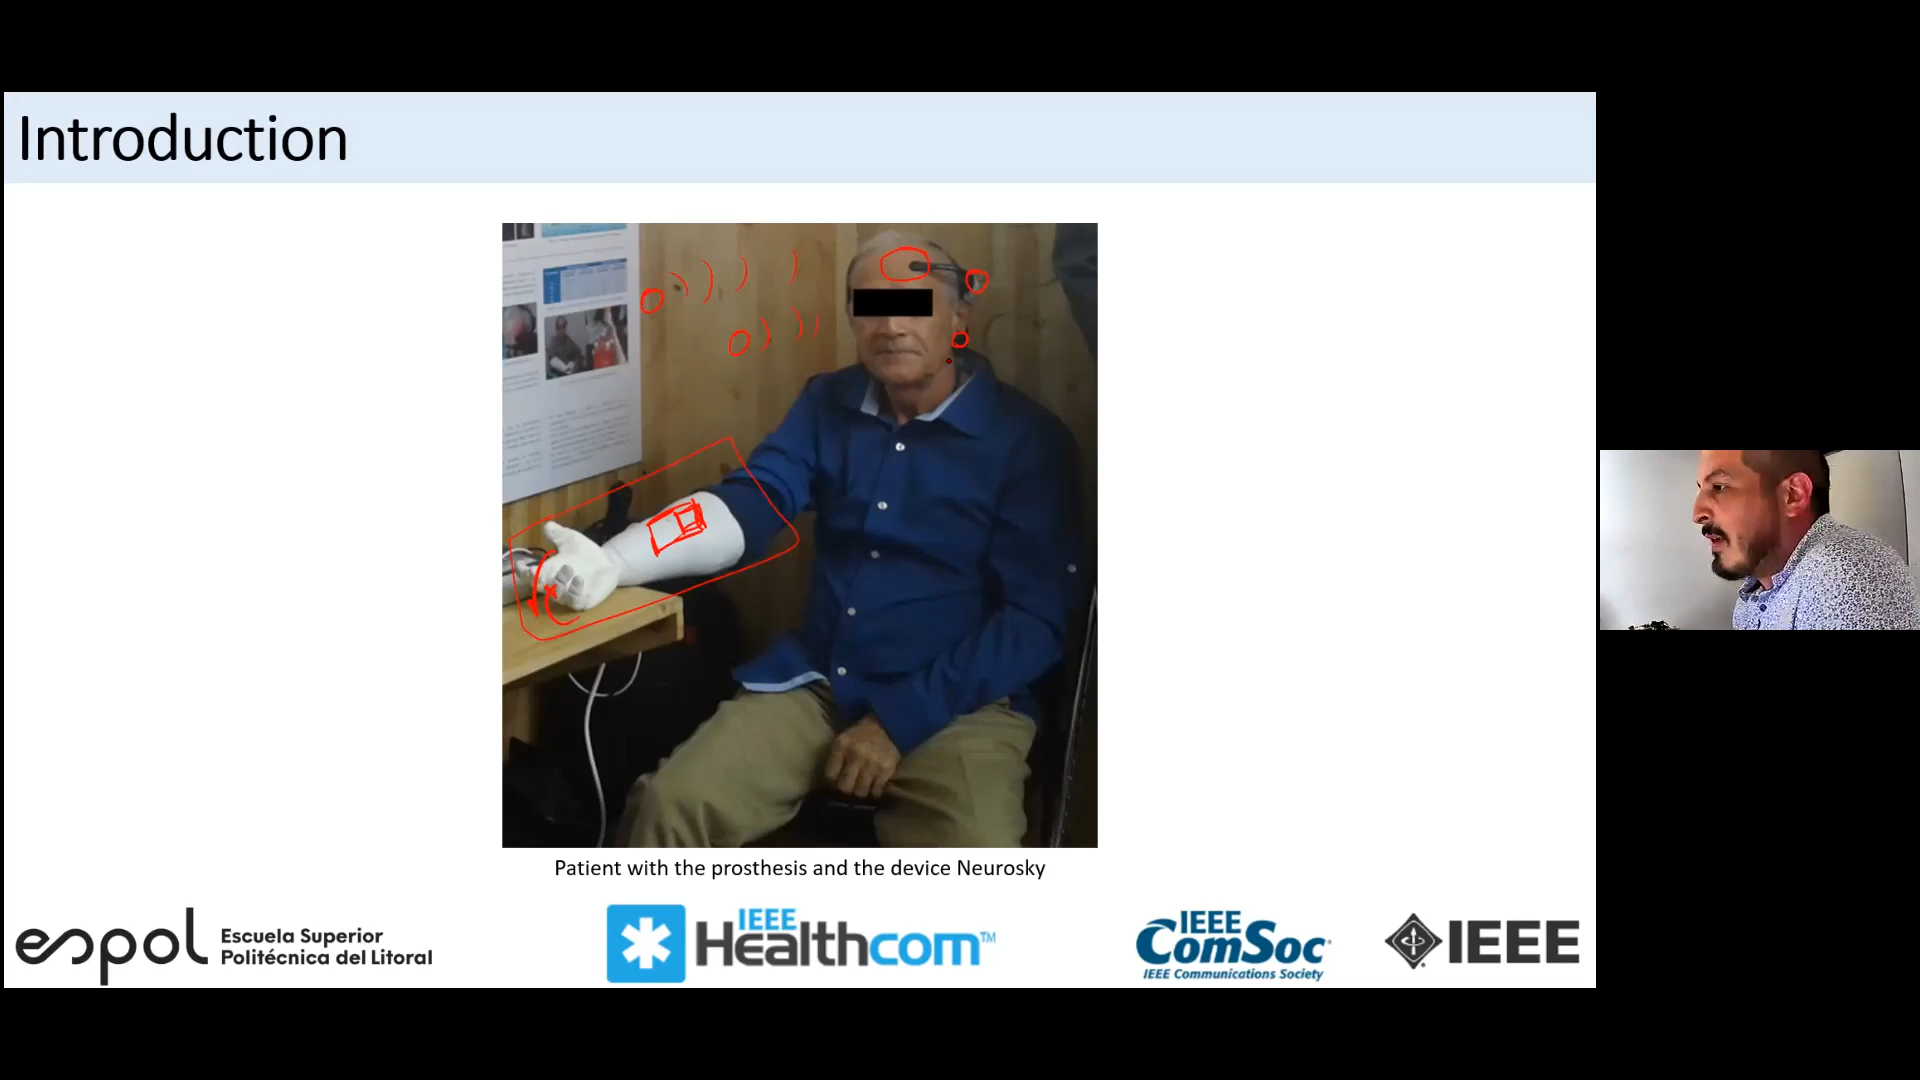 Introduction
Patient with the prosthesis and the device Neurosky
espol
Escuela Superior
Politécnica del Litoral
IEEE
Healthcom™
IEEE
ComSoc
IEEE Communications Society
IEEE